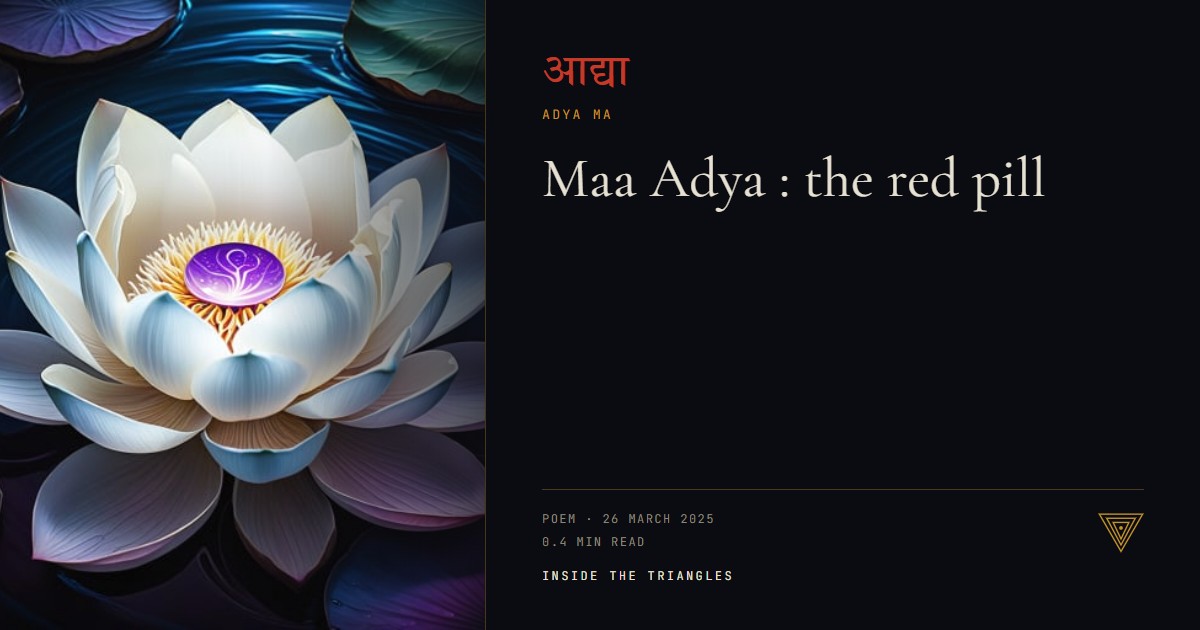 आद्या
ADYA MA
Maa Adya : the red pill
POEM · 26 MARCH 2025
0.4 MIN READ
INSIDE THE TRIANGLES